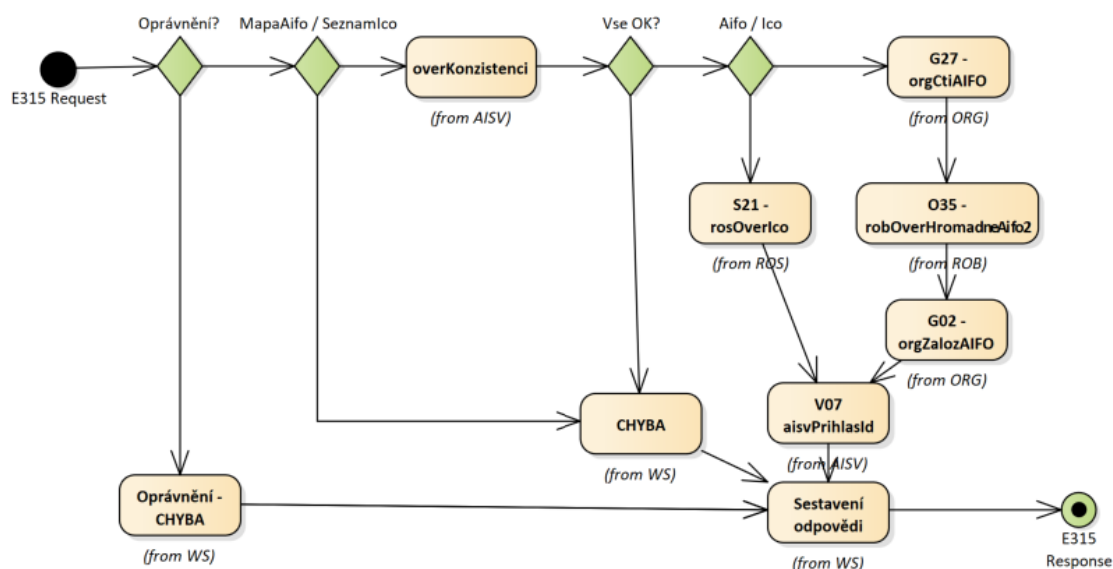 Oprávnění?
MapaAifo / SeznamIco
Vse OK?
Aifo / Ico
E315 Request
overKonzistenci
(from AISV)
G27 -
orgCtiAIFO
(from ORG)
S21 -
rosOverIco
(from ROS)
O35 -
robOverHromadneAifo2
(from ROB)
G02 -
orgZalozAIFO
(from ORG)
V07
aisvPrihlasId
(from AISV)
CHYBA
(from WS)
Oprávnění -
CHYBA
(from WS)
Sestavení
odpovědi
(from WS)
E315
Response